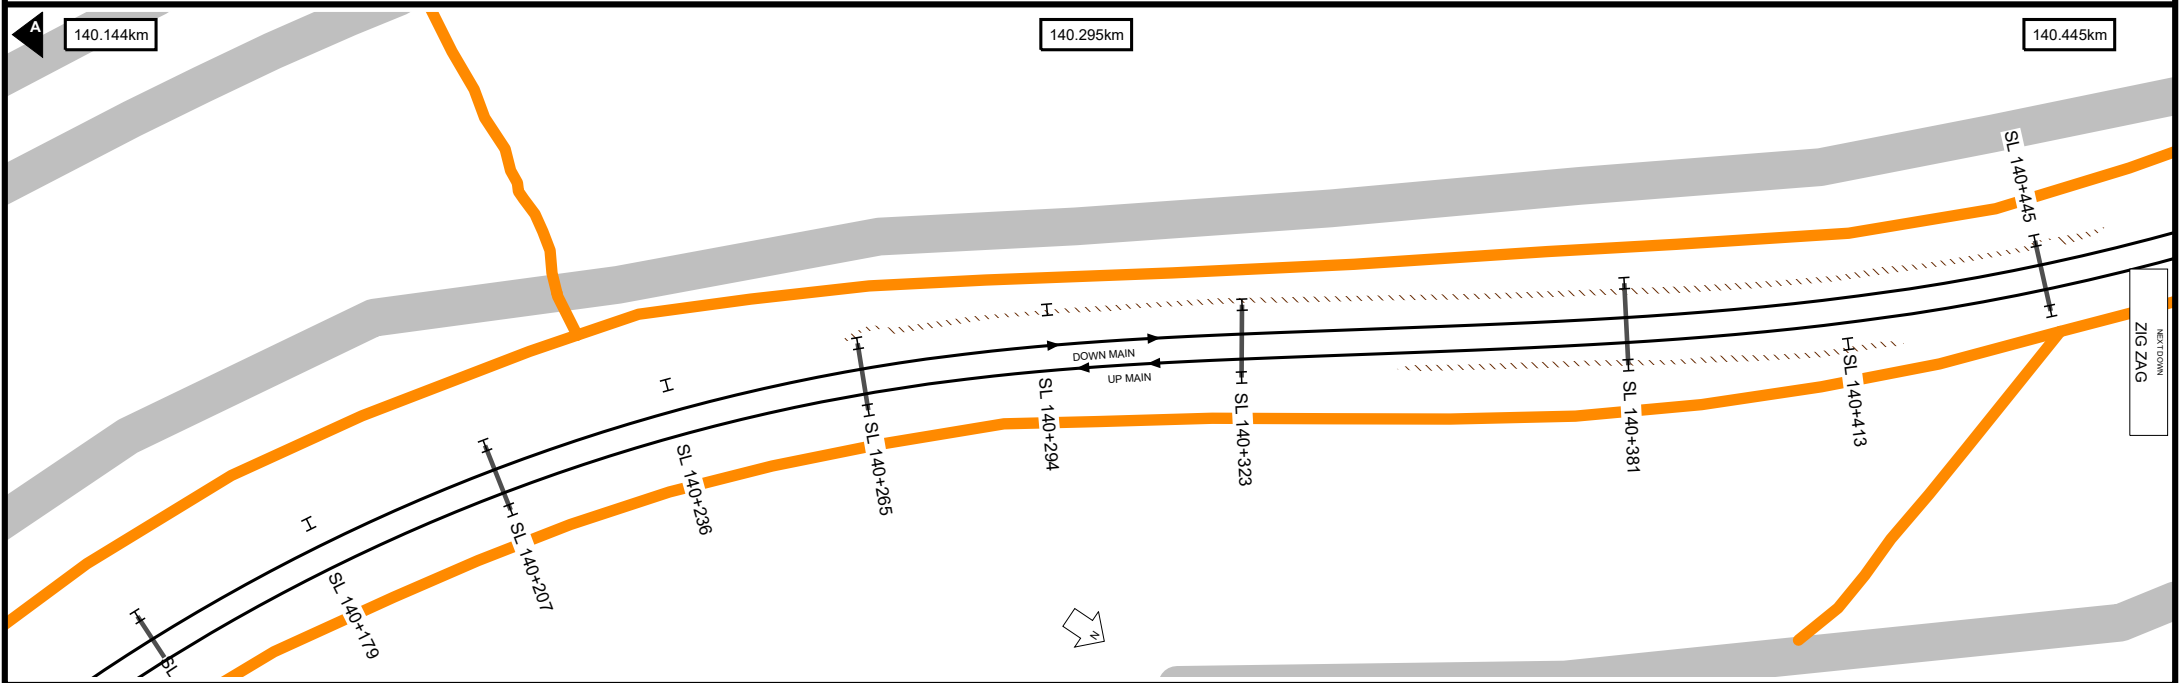 A
140.144km
140.295km
140.445km
SL 140+445
DOWN MAIN
UP MAIN
NEXT DOWN
ZIG ZAG
SL 140+413
SL 140+381
SL 140+323
SL 140+294
SL 140+265
SL 140+236
SL 140+207
SL 140+179
SL
N